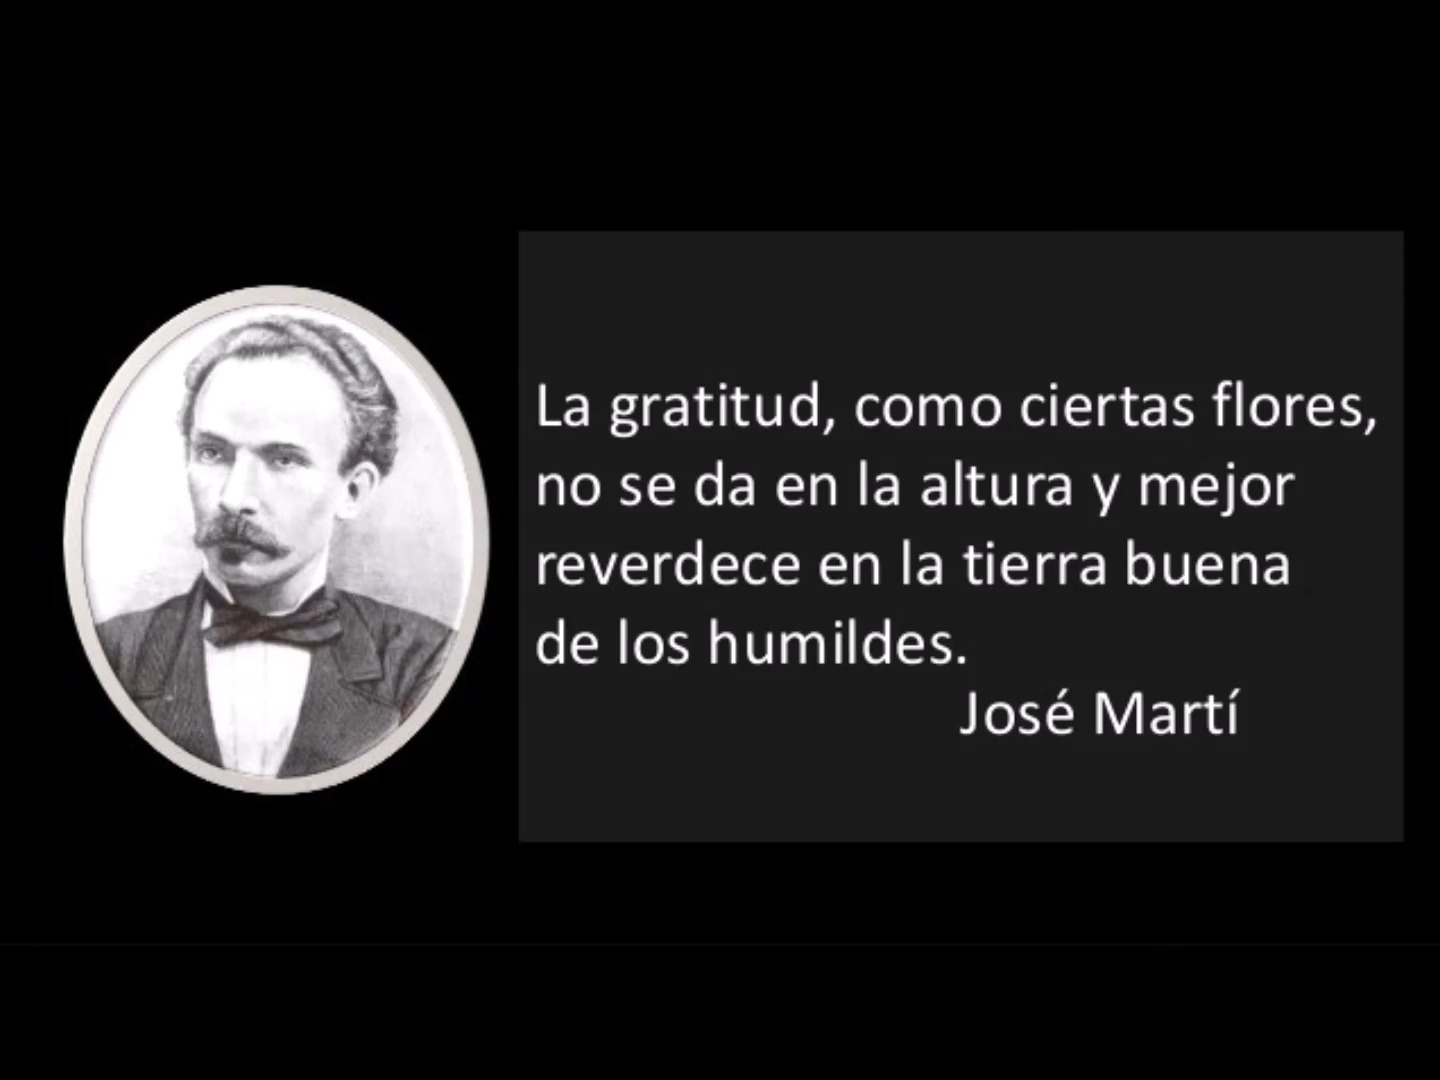 La gratitud, como ciertas flores,
no se da en la altura y mejor
reverdece en la tierra buena
de los humildes.
José Martí